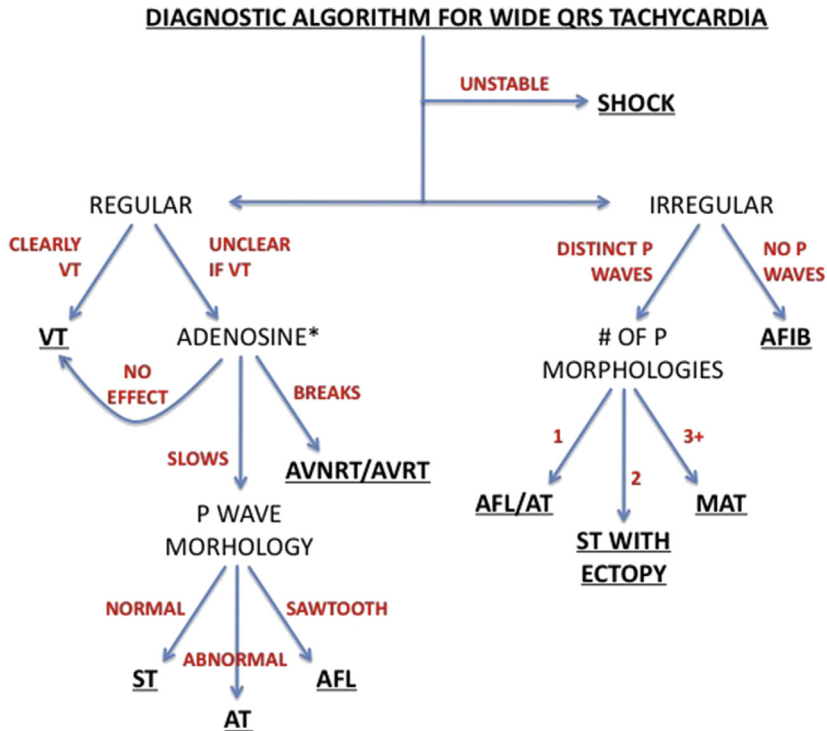 DIAGNOSTIC ALGORITHM FOR WIDE QRS TACHYCARDIA
UNSTABLE
SHOCK
REGULAR
IRREGULAR
CLEARLY
VT
UNCLEAR
IF VT
DISTINCT P
WAVES
NO P
WAVES
VT
ADENOSINE*
# OF P
MORPHOLOGIES
AFIB
NO
EFFECT
BREAKS
SLOWS
AVNRT/AVRT
1
2
3+
AFL/AT
ST WITH
ECTOPY
MAT
P WAVE
MORHOLOGY
NORMAL
ABNORMAL
SAWTOOTH
ST
AT
AFL